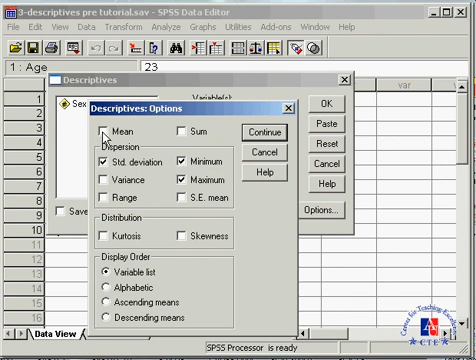 3-descriptives pre tutorial.sav - SPSS Data Editor
File Edit View Data Transform Analyze Graphs Utilities Add-ons Window Help
1 : Age 23
var
Descriptives
Variable(s):
Sex
OK
Paste
Reset
Cancel
Help
Options...
Save
Descriptives: Options
Mean Sum
Continue
Cancel
Help
Dispersion
Std. deviation Minimum
Variance Maximum
Range S.E. mean
Distribution
Kurtosis Skewness
Display Order
Variable list
Alphabetic
Ascending means
Descending means
1
2
3
4
5
6
7
8
9
10
11
12
13
14
15
16
Data View
SPSS Processor is ready
Center for Teaching Excellence
CTE